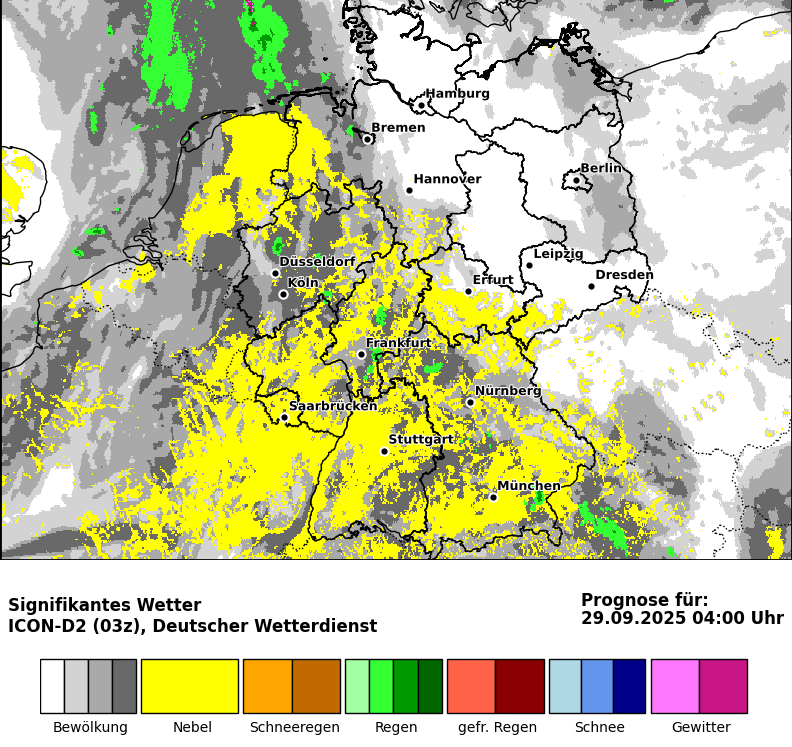 Hamburg
Bremen
Berlin
Hannover
Leipzig
Düsseldorf
Dresden
Köln
Erfurt
Frankfurt
Nürnberg
Saarbrücken
Stuttgart
München
Signifikantes Wetter
ICON-D2 (03z), Deutscher Wetterdienst
Prognose für:
29.09.2025 04:00 Uhr
Bewölkung Nebel Schneeregen Regen gefr. Regen Schnee Gewitter